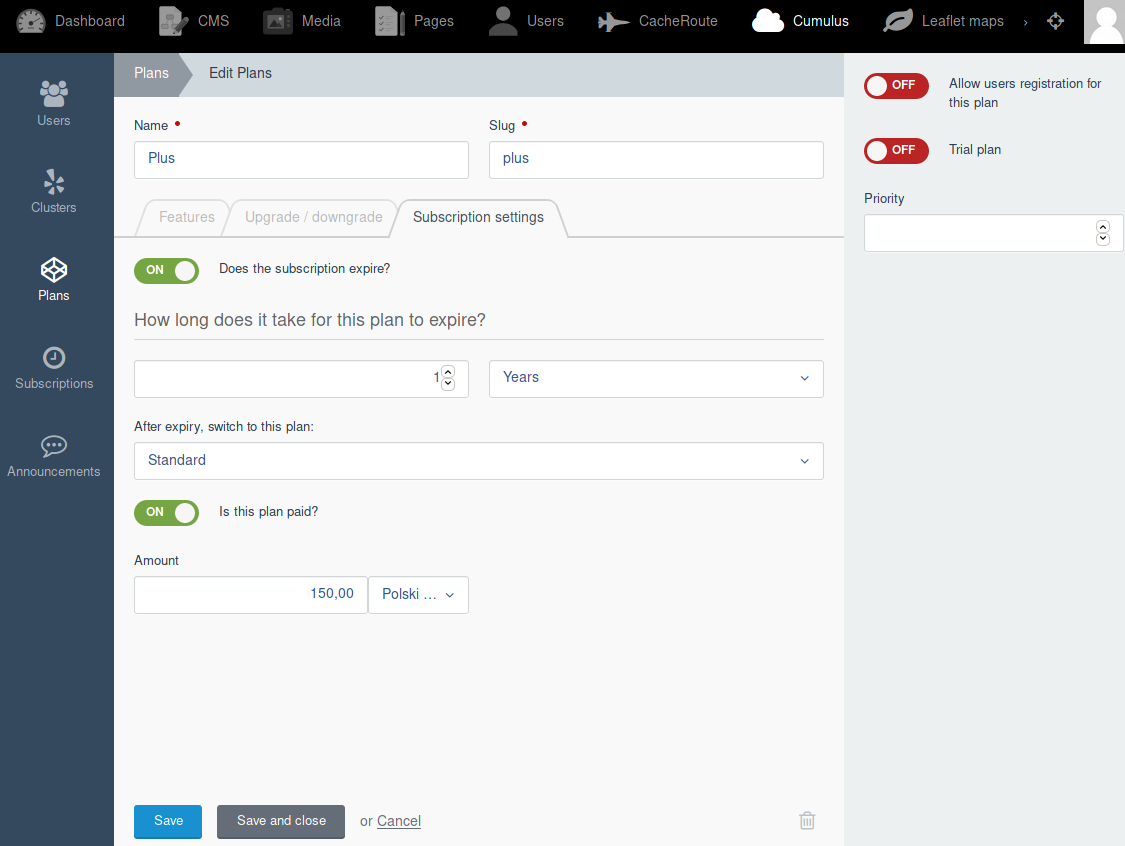 Dashboard CMS Media Pages Users CacheRoute Cumulus Leaflet maps
Users
Clusters
Plans
Subscriptions
Announcements
Plans Edit Plans
Name • Slug •
Plus plus
Features Upgrade / downgrade Subscription settings
ON Does the subscription expire?
How long does it take for this plan to expire?
1 Years
After expiry, switch to this plan:
Standard
ON Is this plan paid?
Amount
150,00 Polski ...
Save Save and close or Cancel
OFF Allow users registration for
this plan
OFF Trial plan
Priority